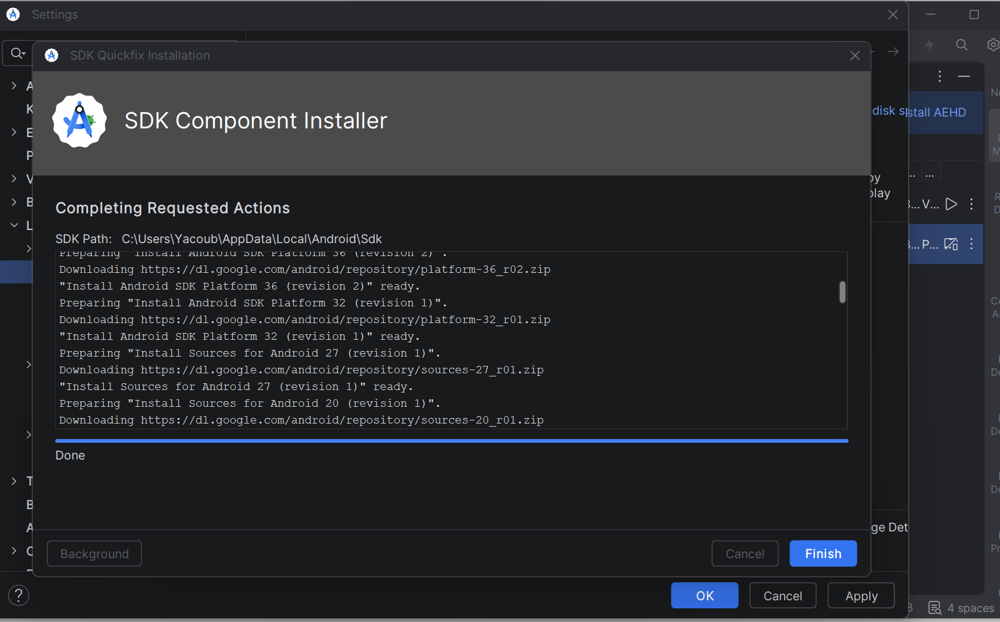 Settings
SDK Quickfix Installation
SDK Component Installer
disk sp
stall AEHD
Completing Requested Actions
by
play
SDK Path: C:\Users\Yacoub\AppData\Local\Android\Sdk
Preparing "Install Android SDK Platform 36 (revision 2)".
Downloading https://dl.google.com/android/repository/platform-36_r02.zip
"Install Android SDK Platform 36 (revision 2)" ready.
Preparing "Install Android SDK Platform 32 (revision 1)".
Downloading https://dl.google.com/android/repository/platform-32_r01.zip
"Install Android SDK Platform 32 (revision 1)" ready.
Preparing "Install Sources for Android 27 (revision 1)".
Downloading https://dl.google.com/android/repository/sources-27_r01.zip
"Install Sources for Android 27 (revision 1)" ready.
Preparing "Install Sources for Android 20 (revision 1)".
Downloading https://dl.google.com/android/repository/sources-20_r01.zip
Done
V...
P...
ge Det
Background
Cancel
Finish
?
OK
Cancel
Apply
4 spaces